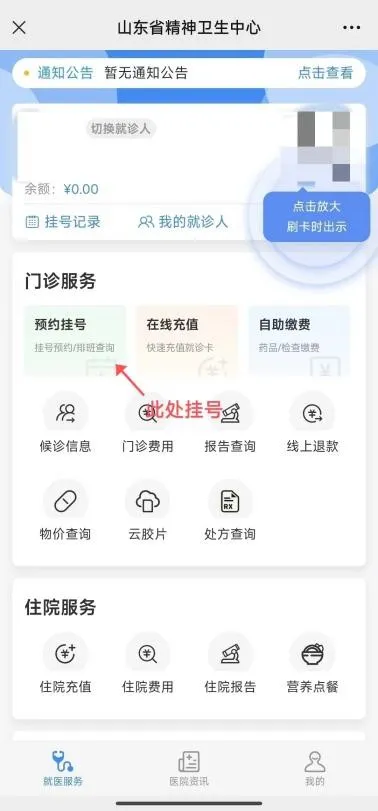 山东省精神卫生中心
通知公告 暂无通知公告 点击查看
切换就诊人
余额：¥0.00
点击放大
刷卡时出示
挂号记录 我的就诊人
门诊服务
预约挂号 在线充值 自助缴费
挂号预约/排班查询 快速充值就诊卡 药品/检查缴费
此处挂号
候诊信息 门诊费用 报告查询 线上退款
RX
物价查询 云胶片 处方查询
住院服务
住院充值 住院费用 住院报告 营养点餐
就医服务 医院资讯 我的